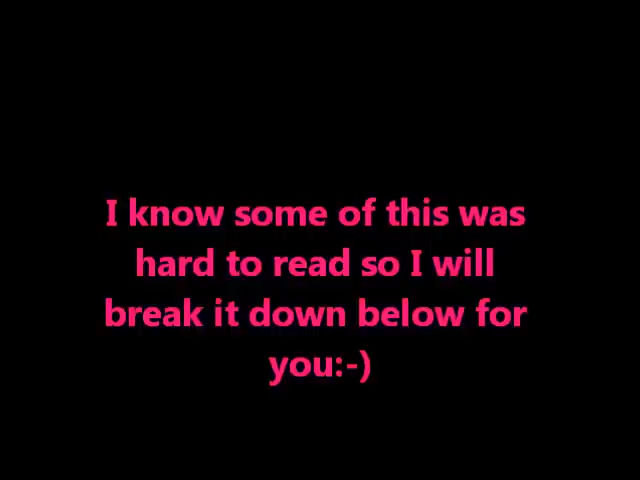 I know some of this was
hard to read so I will
break it down below for
you:-)